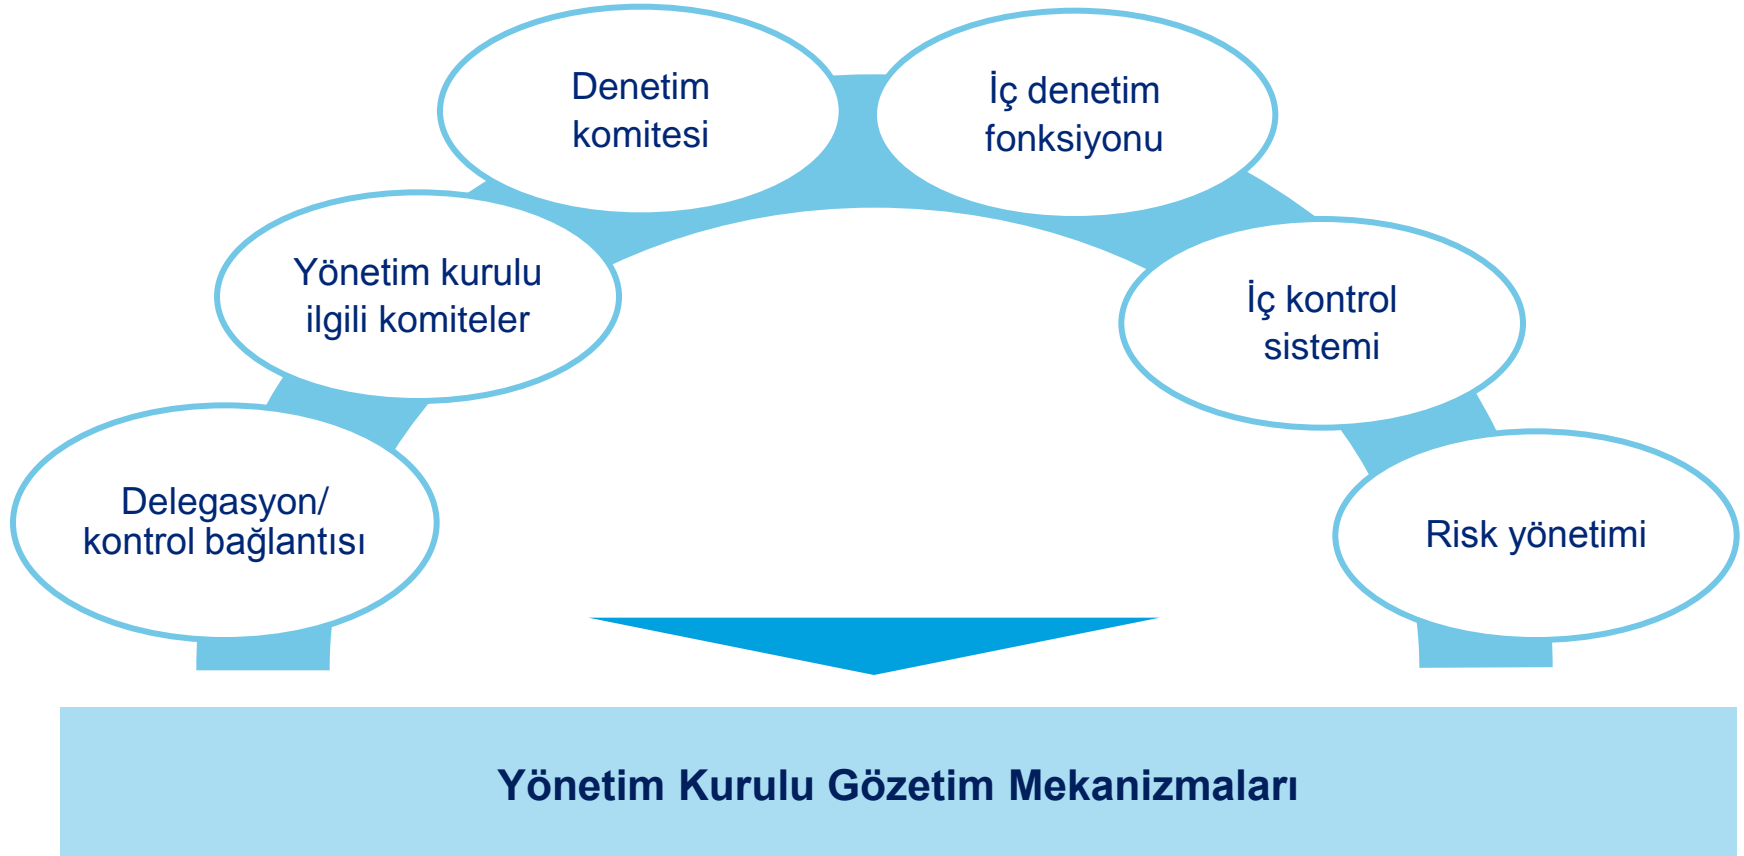 Denetim
komitesi
İç denetim
fonksiyonu
Yönetim kurulu
ilgili komiteler
İç kontrol
sistemi
Delegasyon/
kontrol bağlantısı
Risk yönetimi
Yönetim Kurulu Gözetim Mekanizmaları